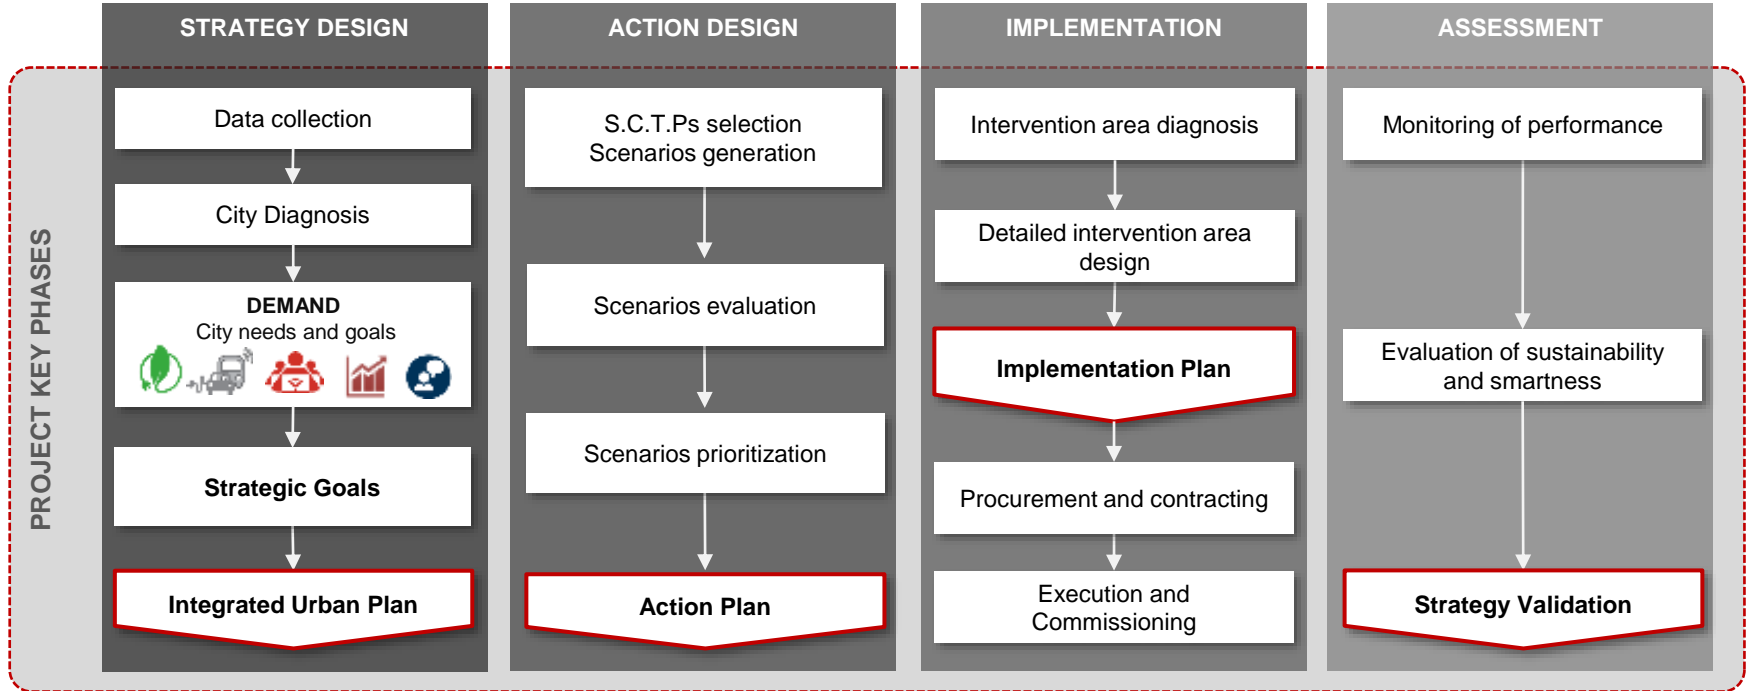 PROJECT KEY PHASES
STRATEGY DESIGN
Data collection
City Diagnosis
DEMAND
City needs and goals
Strategic Goals
Integrated Urban Plan
ACTION DESIGN
S.C.T.Ps selection
Scenarios generation
Scenarios evaluation
Scenarios prioritization
Action Plan
IMPLEMENTATION
Intervention area diagnosis
Detailed intervention area
design
Implementation Plan
Procurement and contracting
Execution and
Commissioning
ASSESSMENT
Monitoring of performance
Evaluation of sustainability
and smartness
Strategy Validation